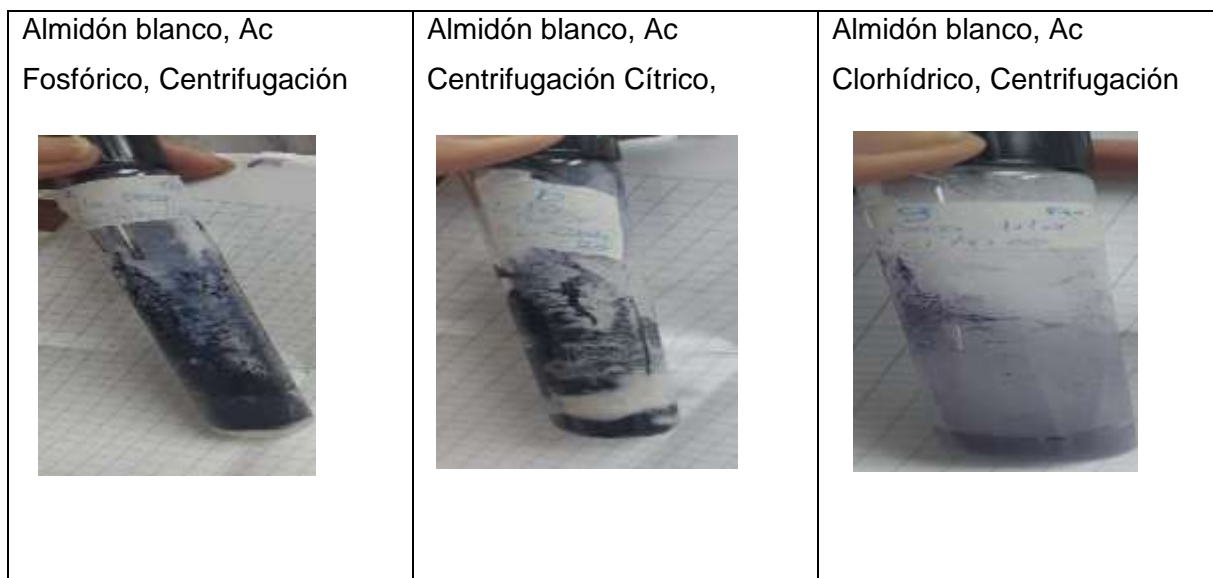 Almidón blanco, Ac
Fosfórico, Centrifugación
Almidón blanco, Ac
Centrifugación Cítrico,
Almidón blanco, Ac
Clorhídrico, Centrifugación